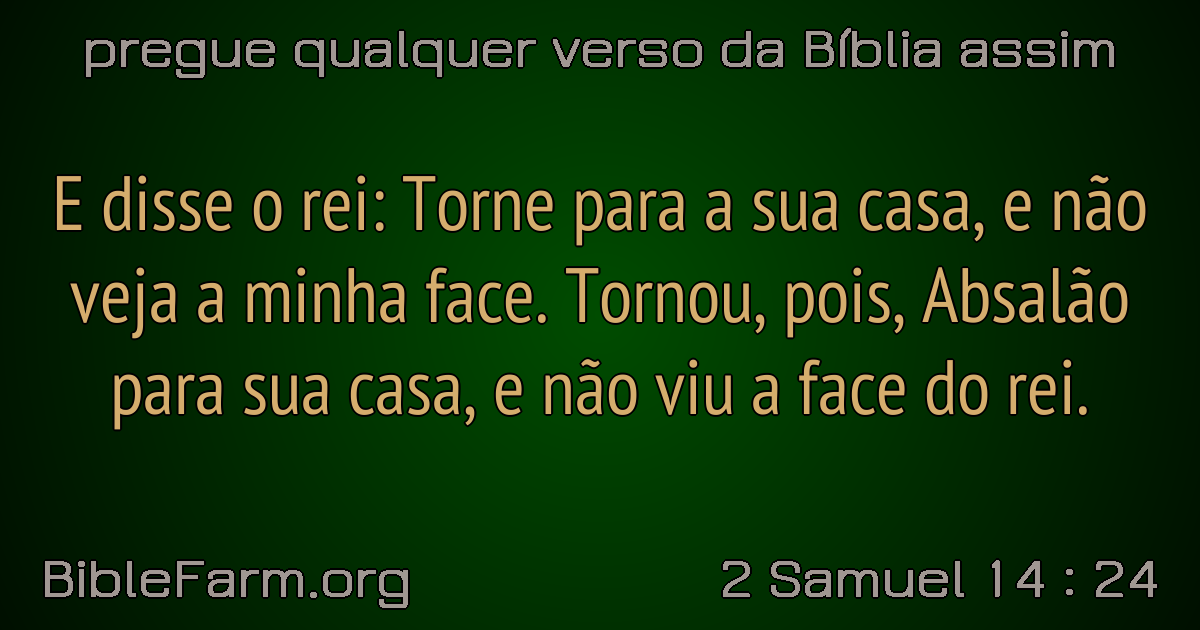 pregue qualquer verso da Bíblia assim
E disse o rei: Torne para a sua casa, e não
veja a minha face. Tornou, pois, Absalão
para sua casa, e não viu a face do rei.
BibleFarm.org
2 Samuel 14 : 24